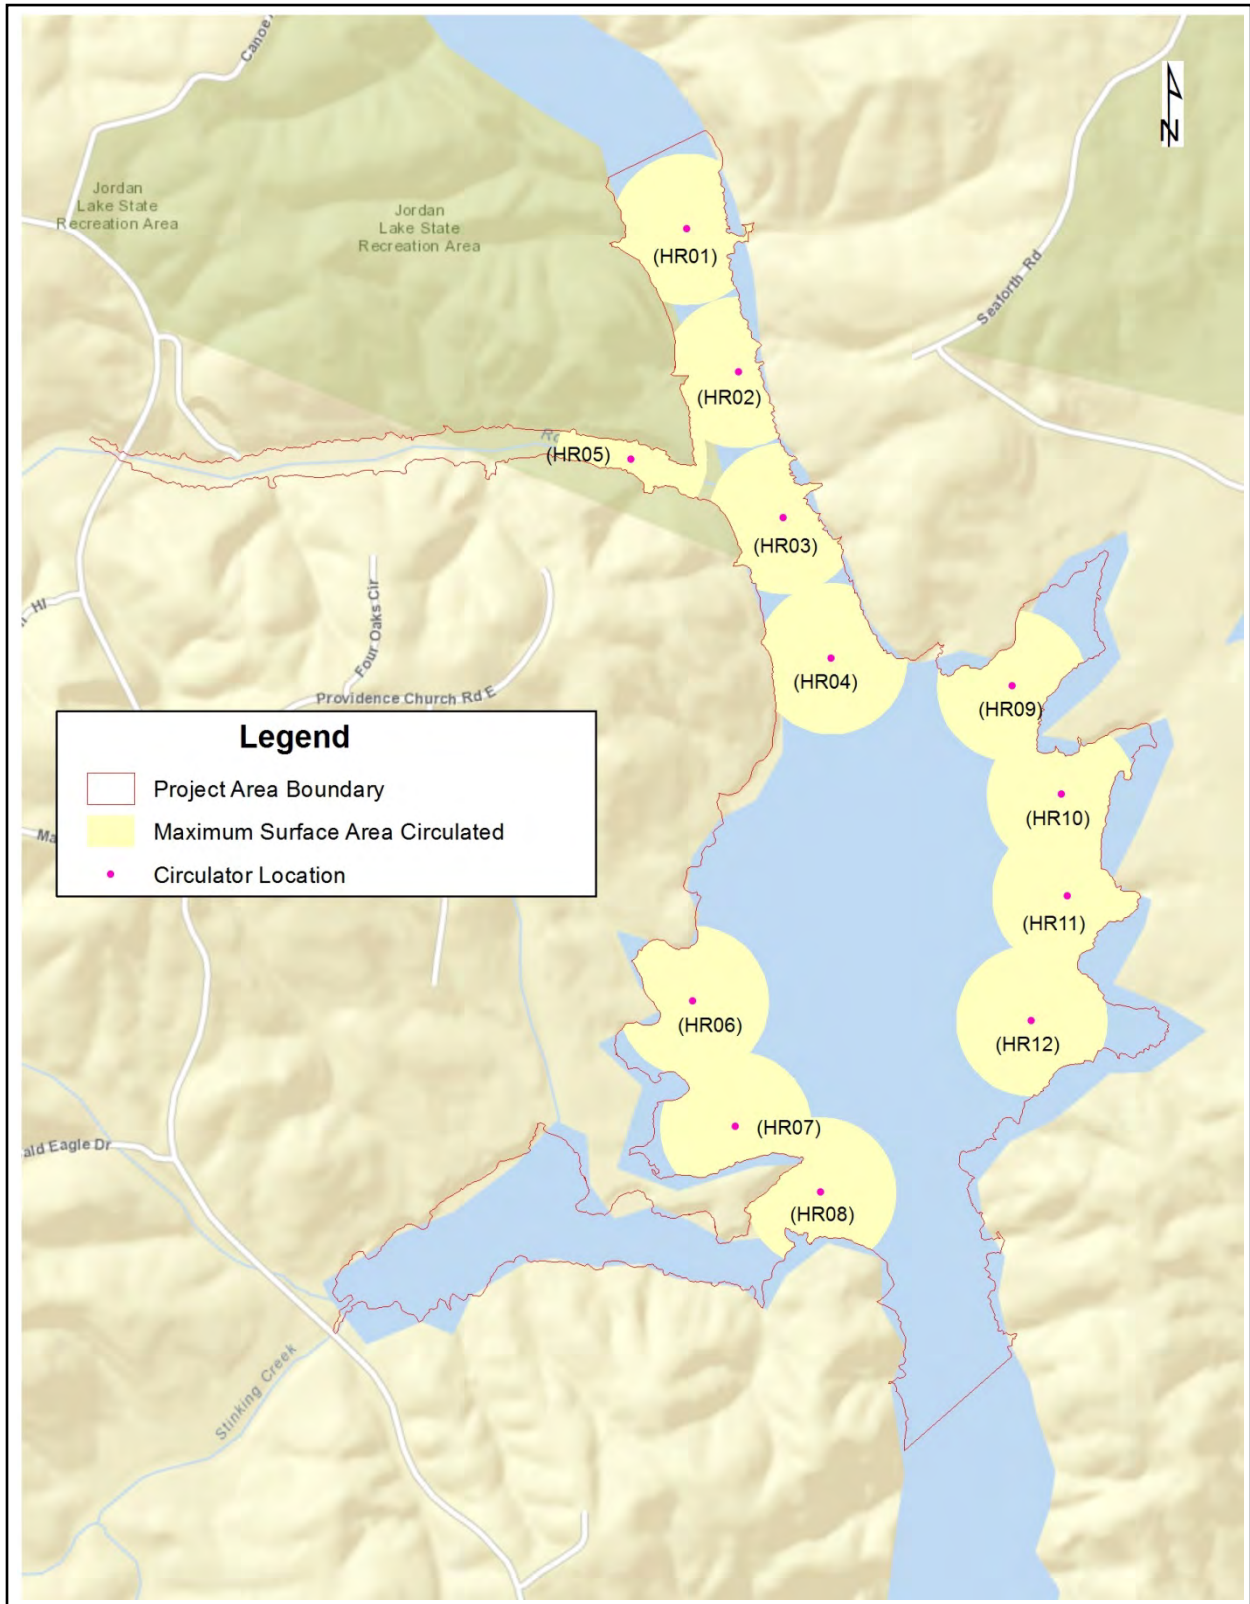 Canoe
Jordan
Lake State
Recreation Area
Jordan
Lake State
Recreation Area
N
(HR01)
Seaforth Rd
(HR02)
(HR05)
(HR03)
Four Oaks Cir
(HR04)
Providence Church Rd E
(HR09)
Legend
Project Area Boundary
Maximum Surface Area Circulated
Circulator Location
(HR10)
(HR11)
(HR06)
(HR12)
(HR07)
ald Eagle Dr
(HR08)
Stinking Creek